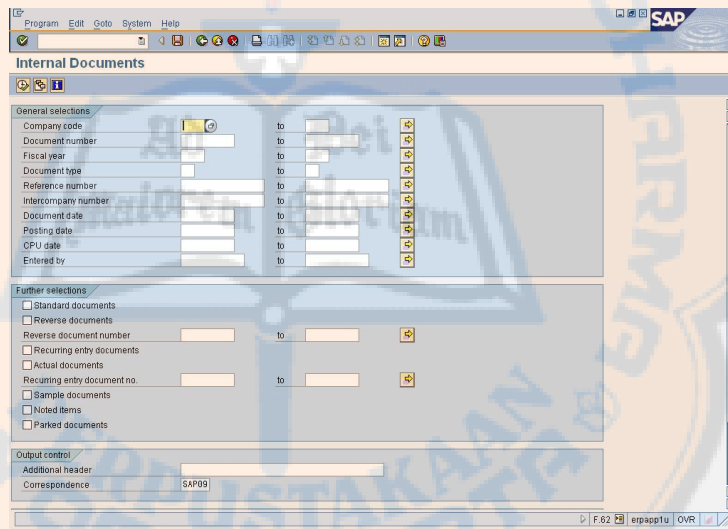 Program Edit Goto System Help
SAP
Internal Documents
General selections
Company code to
Document number to
Fiscal year to
Document type to
Reference number to
Intercompany number to
Document date to
Posting date to
CPU date to
Entered by to
Further selections
Standard documents
Reverse documents
Reverse document number to
Recurring entry documents
Actual documents
Recurring entry document no. to
Sample documents
Noted items
Parked documents
Output control
Additional header
Correspondence SAP09
F.62 erpapp1u OVR